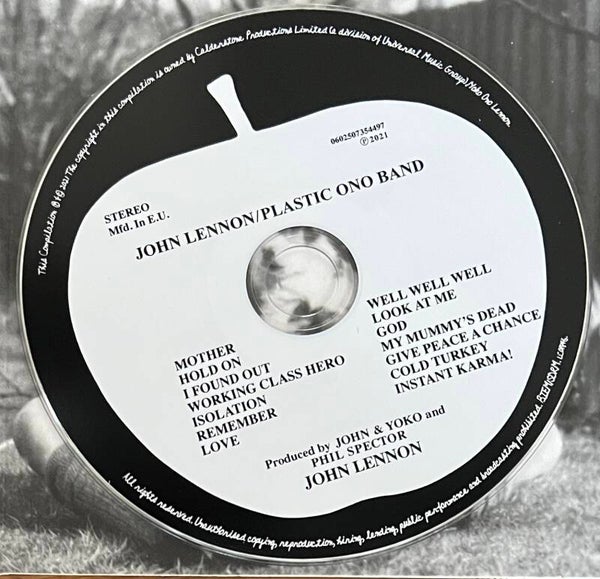 This Compilation ℗ & © 2021 The copyright in this compilation is owned by Calderstone Productions Limited (a division of Universal Music Group)/Yoko Ono Lennon
0602507354497
℗ 2021
STEREO
Mfd. In E.U.
JOHN LENNON/PLASTIC ONO BAND
MOTHER
HOLD ON
I FOUND OUT
WORKING CLASS HERO
ISOLATION
REMEMBER
LOVE
WELL WELL WELL
LOOK AT ME
GOD
MY MUMMY'S DEAD
GIVE PEACE A CHANCE
COLD TURKEY
INSTANT KARMA!
Produced by JOHN & YOKO and
PHIL SPECTOR
JOHN LENNON
All rights reserved. Unauthorised copying, reproduction, hiring, lending, public performance and broadcasting prohibited. BIEM/SDRM.